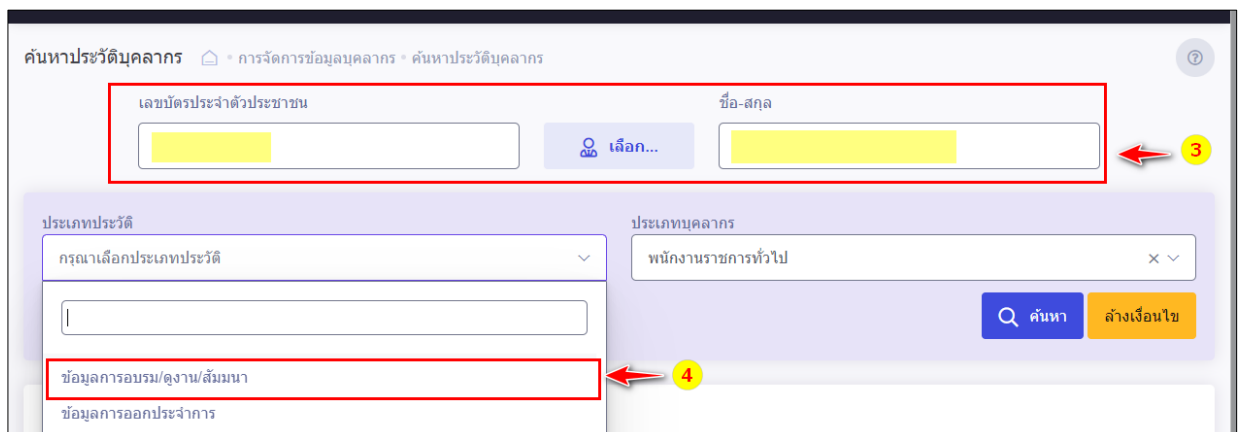 ค้นหาประวัติบุคลากร • การจัดการข้อมูลบุคลากร • ค้นหาประวัติบุคลากร ?
เลขบัตรประจำตัวประชาชน ชื่อ-สกุล
เลือก... 3
ประเภทประวัติ ประเภทบุคลากร
กรุณาเลือกประเภทประวัติ พนักงานราชการทั่วไป ×
ค้นหา ล้างเงื่อนไข
ข้อมูลการอบรม/ดูงาน/สัมมนา 4
ข้อมูลการออกประจำการ